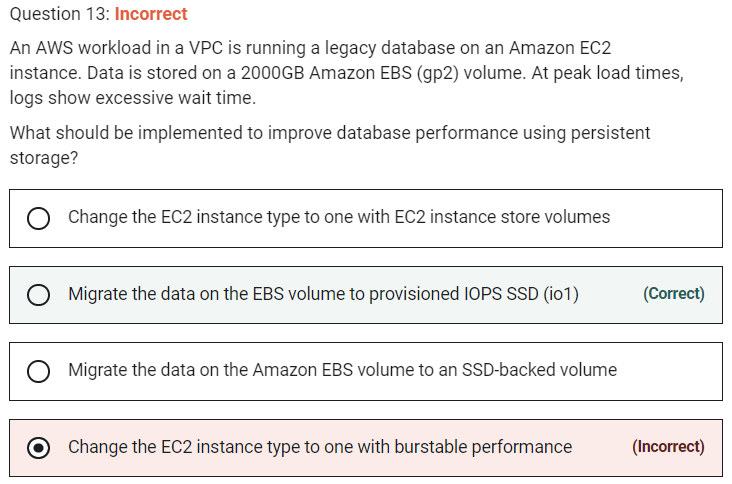 Question 13: Incorrect
An AWS workload in a VPC is running a legacy database on an Amazon EC2
instance. Data is stored on a 2000GB Amazon EBS (gp2) volume. At peak load times,
logs show excessive wait time.
What should be implemented to improve database performance using persistent
storage?
Change the EC2 instance type to one with EC2 instance store volumes
Migrate the data on the EBS volume to provisioned IOPS SSD (io1) (Correct)
Migrate the data on the Amazon EBS volume to an SSD-backed volume
Change the EC2 instance type to one with burstable performance (Incorrect)